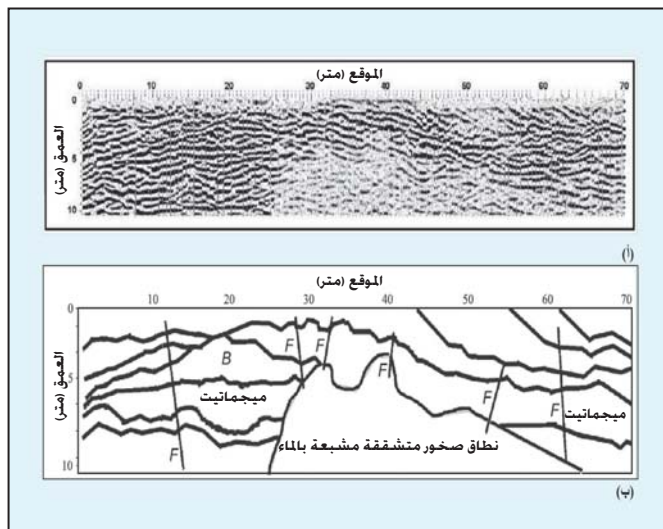 الموقع (متر)
0 10 20 30 40 50 60 70
العمق (متر)
0
5
10
(أ)
الموقع (متر)
10 20 30 40 50 60 70
العمق (متر)
0
5
10
F F F
B
ميجماتيت
F F ميجماتيت
نطاق صخور متشققة مشبعة بالماء
F
(ب)